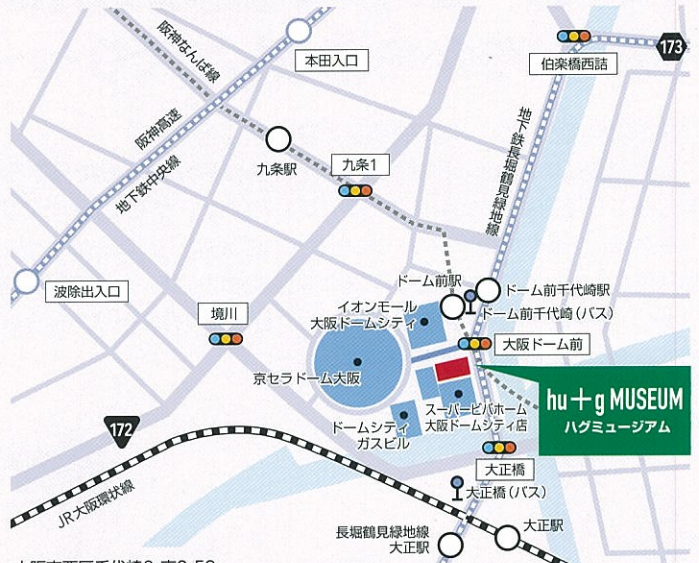 阪神なんば線
本田入口
伯楽橋西詰
173
阪神高速
地下鉄中央線
九条駅
九条1
地下鉄長堀鶴見緑地線
波除出入口
境川
ドーム前駅
ドーム前千代崎駅
ドーム前千代崎(バス)
イオンモール
大阪ドームシティ
大阪ドーム前
京セラドーム大阪
スーパービバホーム
大阪ドームシティ店
hu+g MUSEUM
ハグミュージアム
ドームシティ
ガスビル
172
大正橋
大正橋(バス)
JR大阪環状線
長堀鶴見緑地線
大正駅
大正駅